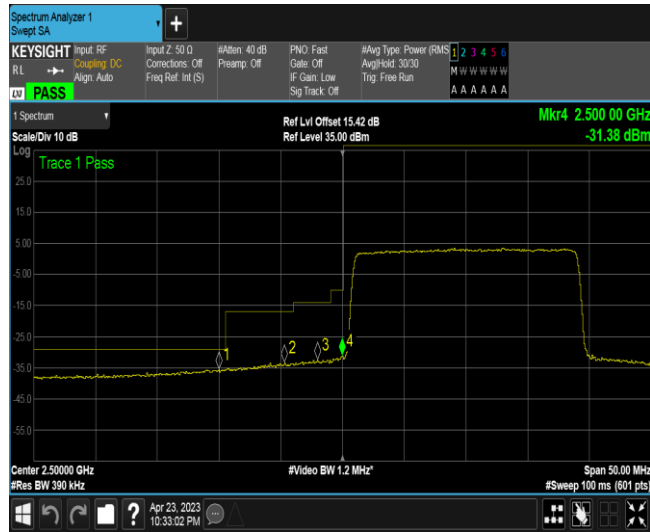 Spectrum Analyzer 1
Swept SA
+
KEYSIGHT
RL
LXI PASS
Input: RF
Coupling: DC
Align: Auto
Input Z: 50 Ω
Corrections: Off
Freq Ref: Int (S)
#Atten: 40 dB
Preamp: Off
PNO: Fast
Gate: Off
IF Gain: Low
Sig Track: Off
#Avg Type: Power (RMS
Avg|Hold: 30/30
Trig: Free Run
1 2 3 4 5 6
M W W W W W
A A A A A A
1 Spectrum
Scale/Div 10 dB
Ref Lvl Offset 15.42 dB
Ref Level 35.00 dBm
Mkr4 2.500 00 GHz
-31.38 dBm
Log
Trace 1 Pass
25.0
15.0
5.00
-5.00
-15.0
-25.0
-35.0
-45.0
-55.0
1
2
3
4
Center 2.50000 GHz
#Res BW 390 kHz
#Video BW 1.2 MHz*
Span 50.00 MHz
#Sweep 100 ms (601 pts)
?
Apr 23, 2023
10:33:02 PM